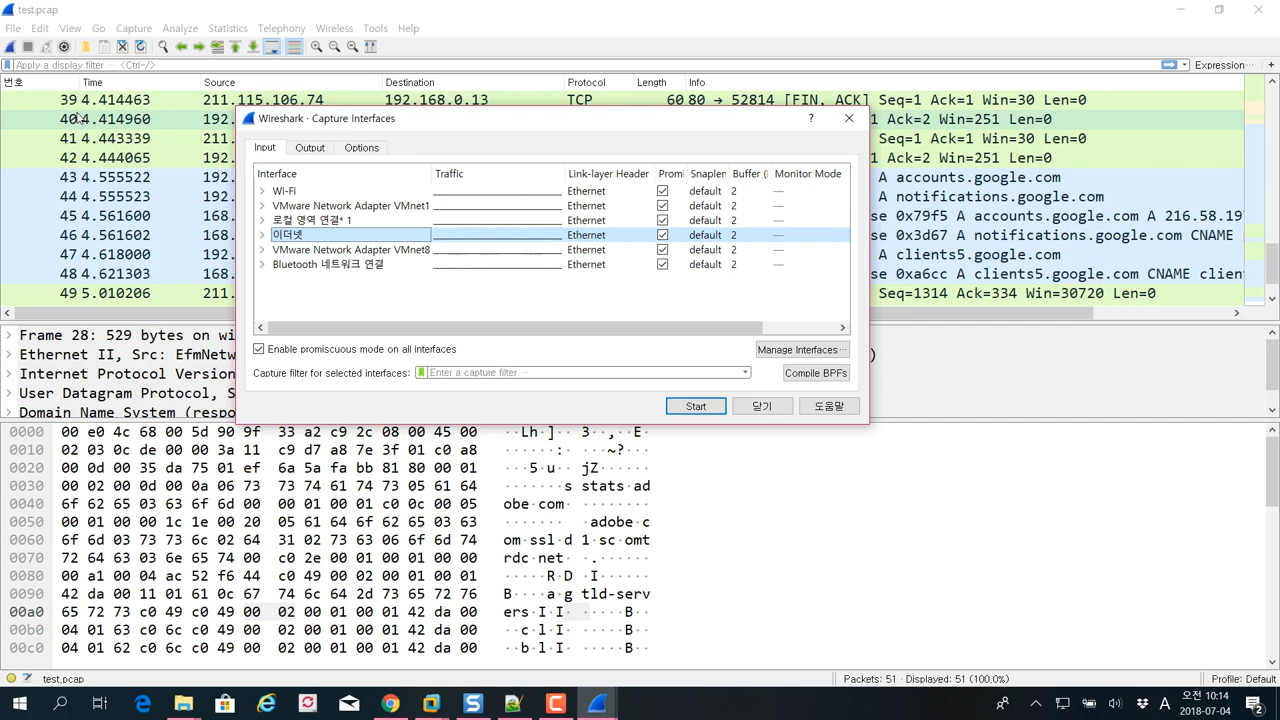 test.pcap
File Edit View Go Capture Analyze Statistics Telephony Wireless Tools Help
Apply a display filter ... <Ctrl-/> Expression…
번호 Time Source Destination Protocol Length Info
39 4.414463 211.115.106.74 192.168.0.13 TCP 60 80 → 52814 [FIN, ACK] Seq=1 Ack=1 Win=30 Len=0
40 4.414960 192. 1 Ack=2 Win=251 Len=0
41 4.443339 211. 1 Ack=1 Win=30 Len=0
42 4.444065 192. 1 Ack=2 Win=251 Len=0
43 4.555522 192. A accounts.google.com
44 4.555523 192. A notifications.google.com
45 4.561600 168. se 0x79f5 A accounts.google.com A 216.58.19
46 4.561602 168. se 0x3d67 A notifications.google.com CNAME
47 4.618000 192. A clients5.google.com
48 4.621303 168. se 0xa6cc A clients5.google.com CNAME clien
49 5.010206 211. Seq=1314 Ack=334 Win=30720 Len=0
Wireshark · Capture Interfaces ?
Input Output Options
Interface Traffic Link-layer Header Promi Snaplen Buffer ( Monitor Mode
Wi-Fi Ethernet default 2 —
VMware Network Adapter VMnet1 Ethernet default 2 —
로컬 영역 연결* 1 Ethernet default 2 —
이더넷 Ethernet default 2 —
VMware Network Adapter VMnet8 Ethernet default 2 —
Bluetooth 네트워크 연결 Ethernet default 2 —
Enable promiscuous mode on all interfaces Manage Interfaces…
Capture filter for selected interfaces: Enter a capture filter … Compile BPFs
Start 닫기 도움말
Frame 28: 529 bytes on wi
Ethernet II, Src: EfmNetw )
Internet Protocol Version
User Datagram Protocol, S
Domain Name System (respo
0000 00 e0 4c 68 00 5d 90 9f 33 a2 c9 2c 08 00 45 00 ··Lh·]·· 3··,··E·
0010 02 03 0c de 00 00 3a 11 c9 d7 a8 7e 3f 01 c0 a8 ······:· ···~?···
0020 00 0d 00 35 da 75 01 ef 6a 5a fa bb 81 80 00 01 ···5·u·· jZ······
0030 00 02 00 0d 00 0a 06 73 73 74 61 74 73 05 61 64 ·······s stats·ad
0040 6f 62 65 03 63 6f 6d 00 00 01 00 01 c0 0c 00 05 obe·com· ········
0050 00 01 00 00 1c 1e 00 20 05 61 64 6f 62 65 03 63 ······· ·adobe·c
0060 6f 6d 03 73 73 6c 02 64 31 02 73 63 06 6f 6d 74 om·ssl·d 1·sc·omt
0070 72 64 63 03 6e 65 74 00 c0 2e 00 01 00 01 00 00 rdc·net· ·.······
0080 00 a1 00 04 ac 52 f6 44 c0 49 00 02 00 01 00 01 ·····R·D ·I······
0090 42 da 00 11 01 61 0c 67 74 6c 64 2d 73 65 72 76 B····a·g tld-serv
00a0 65 72 73 c0 49 c0 49 00 02 00 01 00 01 42 da 00 ers·I·I· ·····B··
00b0 04 01 63 c0 6c c0 49 00 02 00 01 00 01 42 da 00 ··c·l·I· ·····B··
00c0 04 01 62 c0 6c c0 49 00 02 00 01 00 01 42 da 00 ··b·l·I· ·····B··
test.pcap Packets: 51 · Displayed: 51 (100,0%) Profile: Default
A 오전 10:14
2018-07-04
2